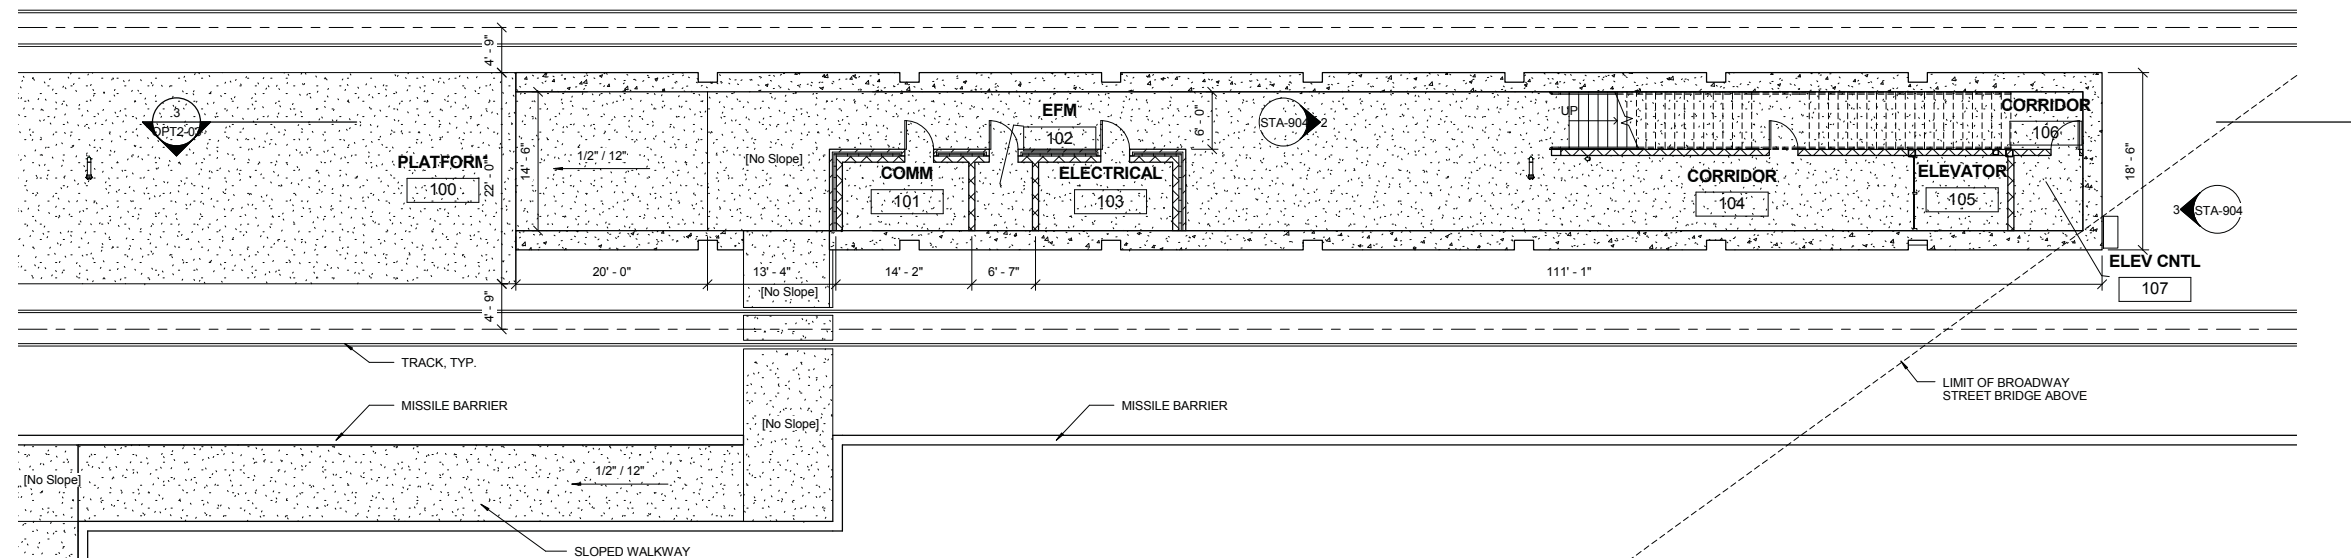 4' - 9"
3
OPT2-03
PLATFORM
100
22' - 0"
14' - 6"
1/2" / 12"
[No Slope]
COMM
101
EFM
102
ELECTRICAL
103
6' - 0"
STA-904
2
UP
CORRIDOR
104
ELEVATOR
105
CORRIDOR
106
18' - 6"
3
STA-904
ELEV CNTL
107
20' - 0"
13' - 4"
14' - 2"
6' - 7"
111' - 1"
[No Slope]
4' - 9"
TRACK, TYP.
MISSILE BARRIER
MISSILE BARRIER
LIMIT OF BROADWAY
STREET BRIDGE ABOVE
[No Slope]
[No Slope]
1/2" / 12"
SLOPED WALKWAY